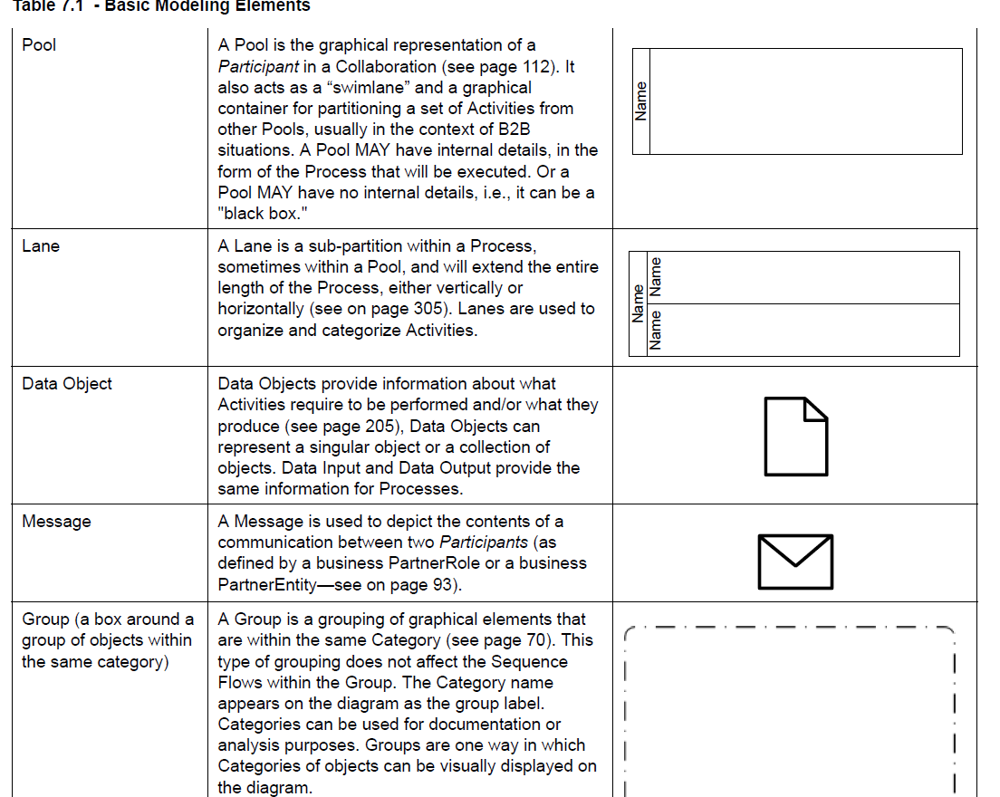 Table 7.1 - Basic Modeling Elements
Pool
A Pool is the graphical representation of a
Participant in a Collaboration (see page 112). It
also acts as a “swimlane” and a graphical
container for partitioning a set of Activities from
other Pools, usually in the context of B2B
situations. A Pool MAY have internal details, in the
form of the Process that will be executed. Or a
Pool MAY have no internal details, i.e., it can be a
"black box."
Name
Lane
A Lane is a sub-partition within a Process,
sometimes within a Pool, and will extend the entire
length of the Process, either vertically or
horizontally (see on page 305). Lanes are used to
organize and categorize Activities.
Name
Name
Name
Data Object
Data Objects provide information about what
Activities require to be performed and/or what they
produce (see page 205), Data Objects can
represent a singular object or a collection of
objects. Data Input and Data Output provide the
same information for Processes.
Message
A Message is used to depict the contents of a
communication between two Participants (as
defined by a business PartnerRole or a business
PartnerEntity—see on page 93).
Group (a box around a
group of objects within
the same category)
A Group is a grouping of graphical elements that
are within the same Category (see page 70). This
type of grouping does not affect the Sequence
Flows within the Group. The Category name
appears on the diagram as the group label.
Categories can be used for documentation or
analysis purposes. Groups are one way in which
Categories of objects can be visually displayed on
the diagram.